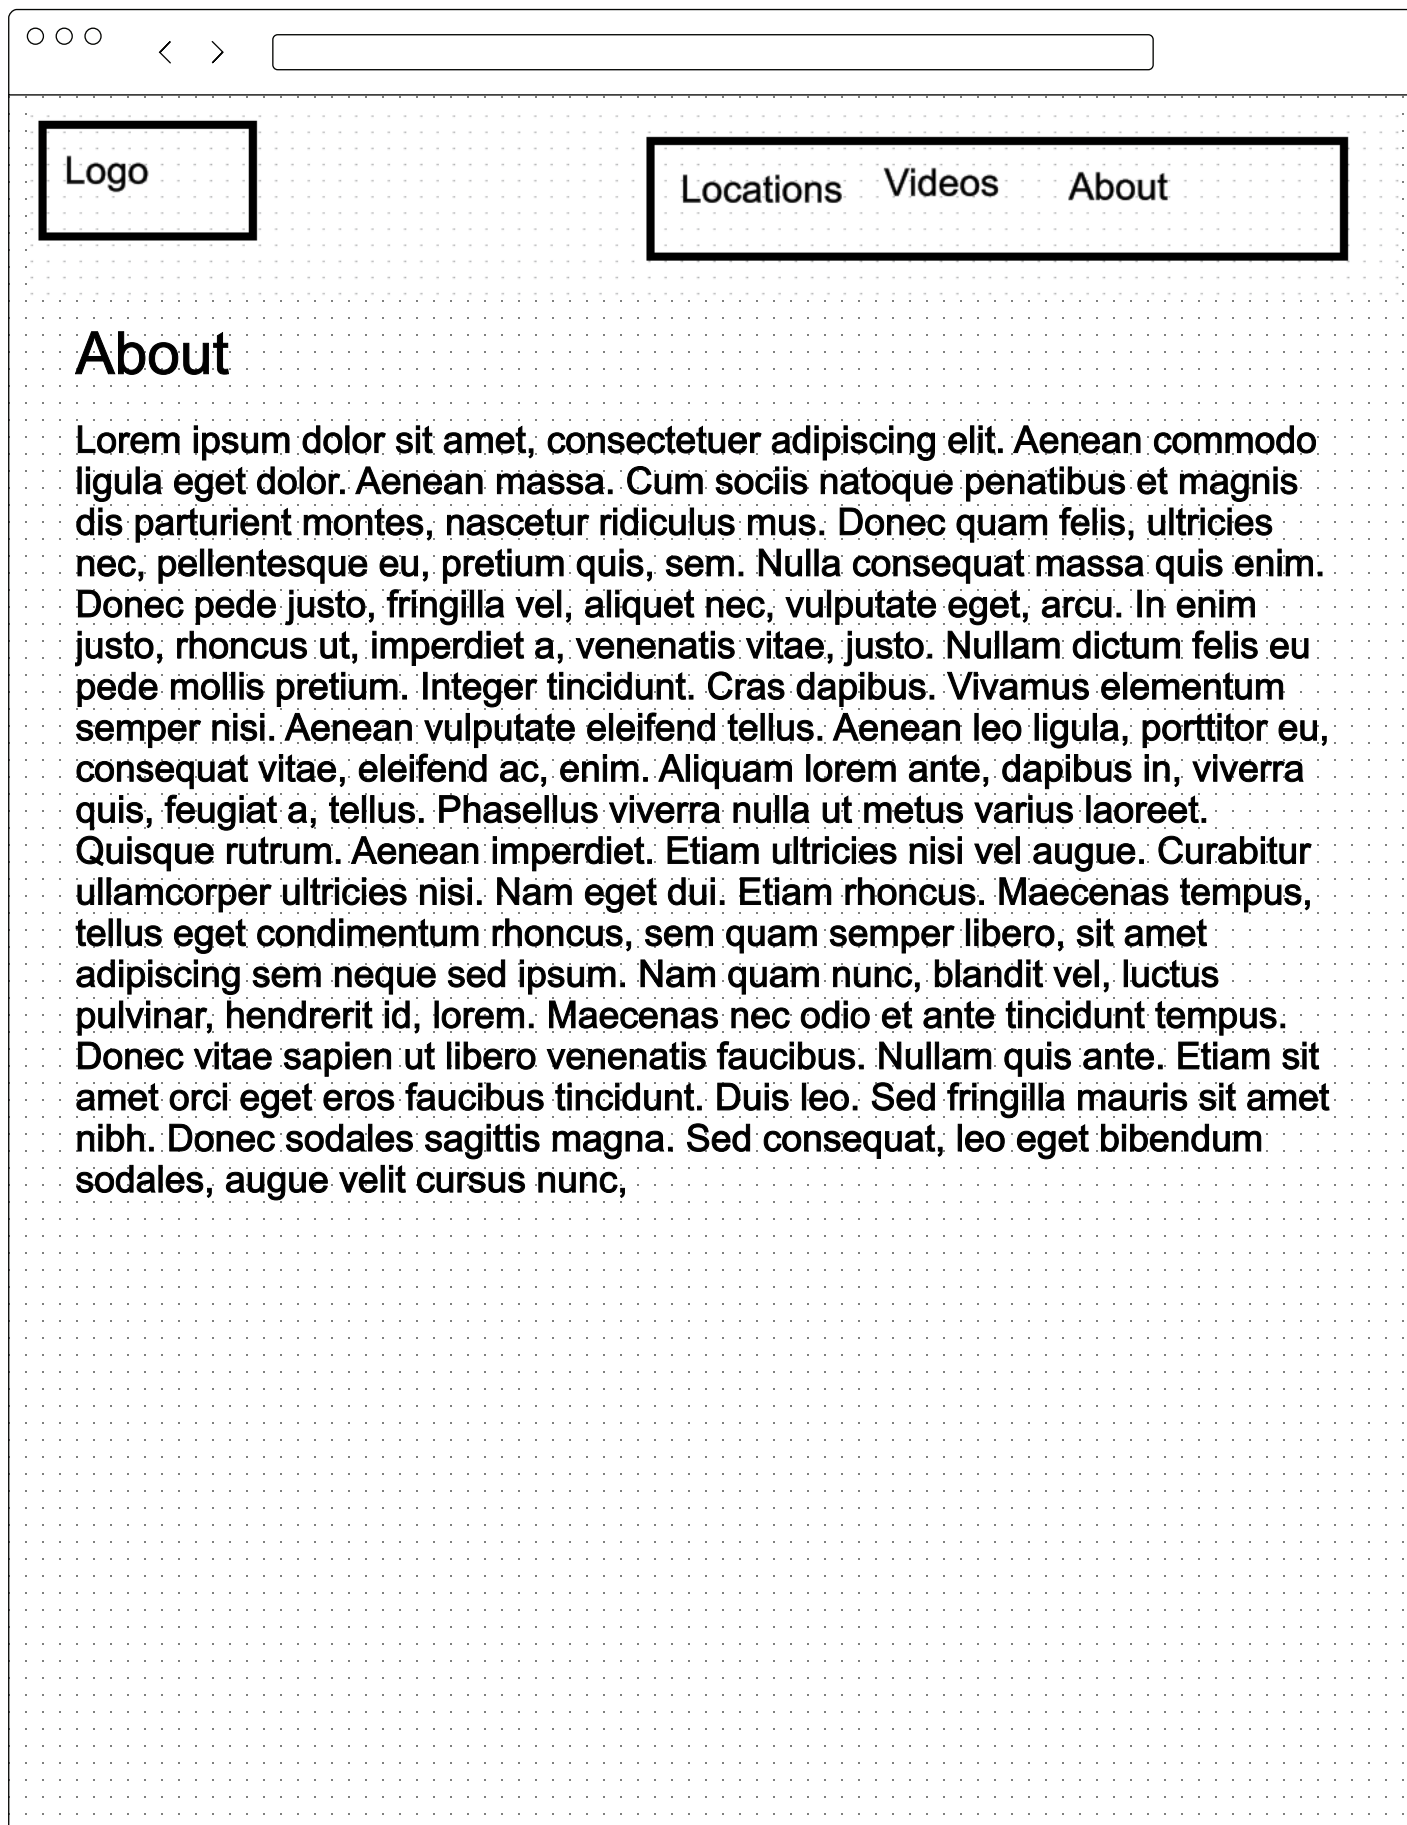 Logo
Locations Videos About
About
Lorem ipsum dolor sit amet, consectetuer adipiscing elit. Aenean commodo
ligula eget dolor. Aenean massa. Cum sociis natoque penatibus et magnis
dis parturient montes, nascetur ridiculus mus. Donec quam felis, ultricies
nec, pellentesque eu, pretium quis, sem. Nulla consequat massa quis enim.
Donec pede justo, fringilla vel, aliquet nec, vulputate eget, arcu. In enim
justo, rhoncus ut, imperdiet a, venenatis vitae, justo. Nullam dictum felis eu
pede mollis pretium. Integer tincidunt. Cras dapibus. Vivamus elementum
semper nisi. Aenean vulputate eleifend tellus. Aenean leo ligula, porttitor eu,
consequat vitae, eleifend ac, enim. Aliquam lorem ante, dapibus in, viverra
quis, feugiat a, tellus. Phasellus viverra nulla ut metus varius laoreet.
Quisque rutrum. Aenean imperdiet. Etiam ultricies nisi vel augue. Curabitur
ullamcorper ultricies nisi. Nam eget dui. Etiam rhoncus. Maecenas tempus,
tellus eget condimentum rhoncus, sem quam semper libero, sit amet
adipiscing sem neque sed ipsum. Nam quam nunc, blandit vel, luctus
pulvinar, hendrerit id, lorem. Maecenas nec odio et ante tincidunt tempus.
Donec vitae sapien ut libero venenatis faucibus. Nullam quis ante. Etiam sit
amet orci eget eros faucibus tincidunt. Duis leo. Sed fringilla mauris sit amet
nibh. Donec sodales sagittis magna. Sed consequat, leo eget bibendum
sodales, augue velit cursus nunc,